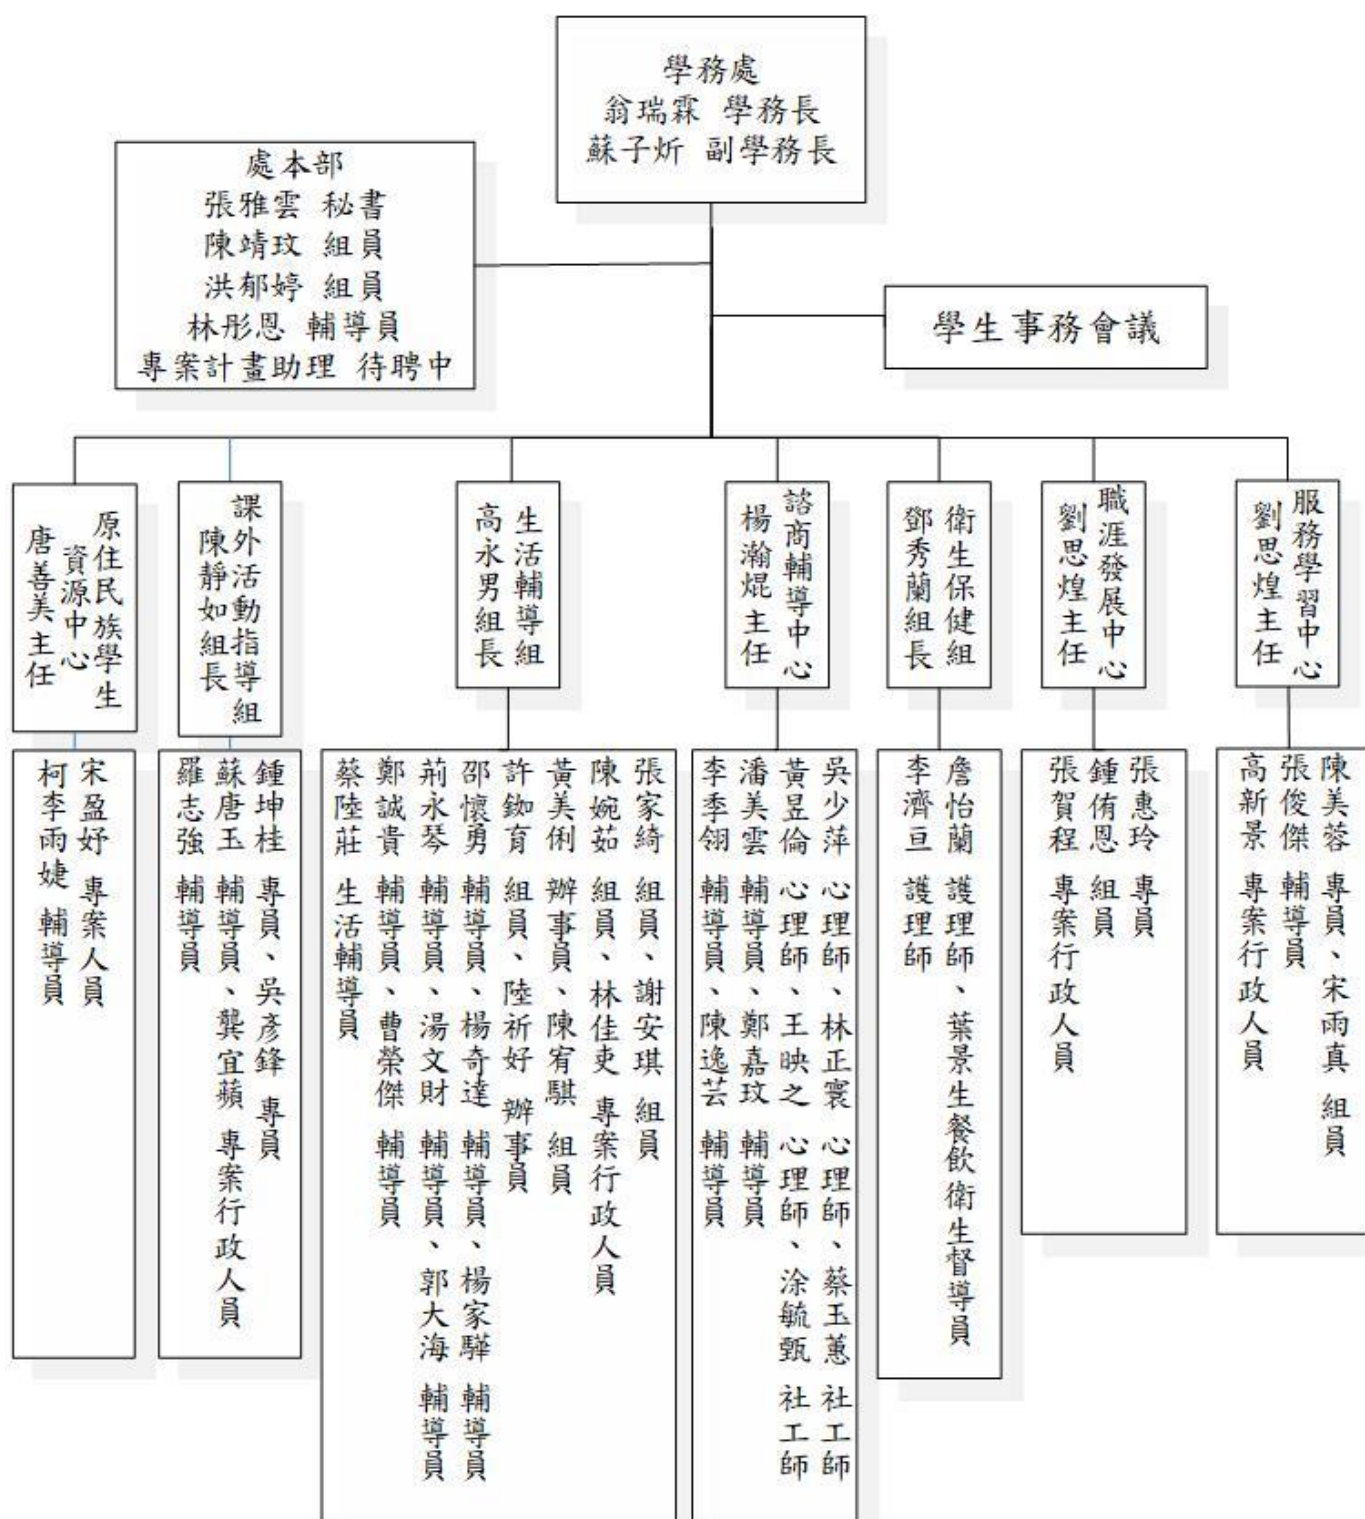 學務處
翁瑞霖 學務長
蘇子炘 副學務長
處本部
張雅雲 秘書
陳靖玟 組員
洪郁婷 組員
林彤恩 輔導員
專案計畫助理 待聘中
學生事務會議
原住民族學生
資源中心
唐善美主任
課外活動指導組
陳靜如組長
生活輔導組
高永男組長
諮商輔導中心
楊瀚焜主任
衛生保健組
鄧秀蘭組長
職涯發展中心
劉思煌主任
服務學習中心
劉思煌主任
宋盈妤 專案人員
柯李雨婕 輔導員
鍾坤桂 專員、吳彥鋒 專員
蘇唐玉 輔導員、龔宜蘋 專案行政人員
羅志強 輔導員
張家綺 組員、謝安琪 組員
陳婉茹 組員、林佳吏 專案行政人員
黃美俐 辦事員、陳宥騏 組員
許銣育 組員、陸祈妤 辦事員
邵懷勇 輔導員、楊奇達 輔導員、楊家驊 輔導員
荊永琴 輔導員、湯文財 輔導員、郭大海 輔導員
鄭誠貴 輔導員、曹榮傑 輔導員
蔡陸莊 生活輔導員
吳少萍 心理師、林正寰 心理師、蔡玉蕙 社工師
黃昱倫 心理師、王映之 心理師、涂毓甄 社工師
潘美雲 輔導員、鄭嘉玟 輔導員
李季翎 輔導員、陳逸芸 輔導員
詹怡蘭 護理師、葉景生餐飲衛生督導員
李濟亘 護理師
張惠玲 專員
鍾侑恩 組員
張賀程 專案行政人員
陳美蓉 專員、宋雨真 組員
張俊傑 輔導員
高新景 專案行政人員